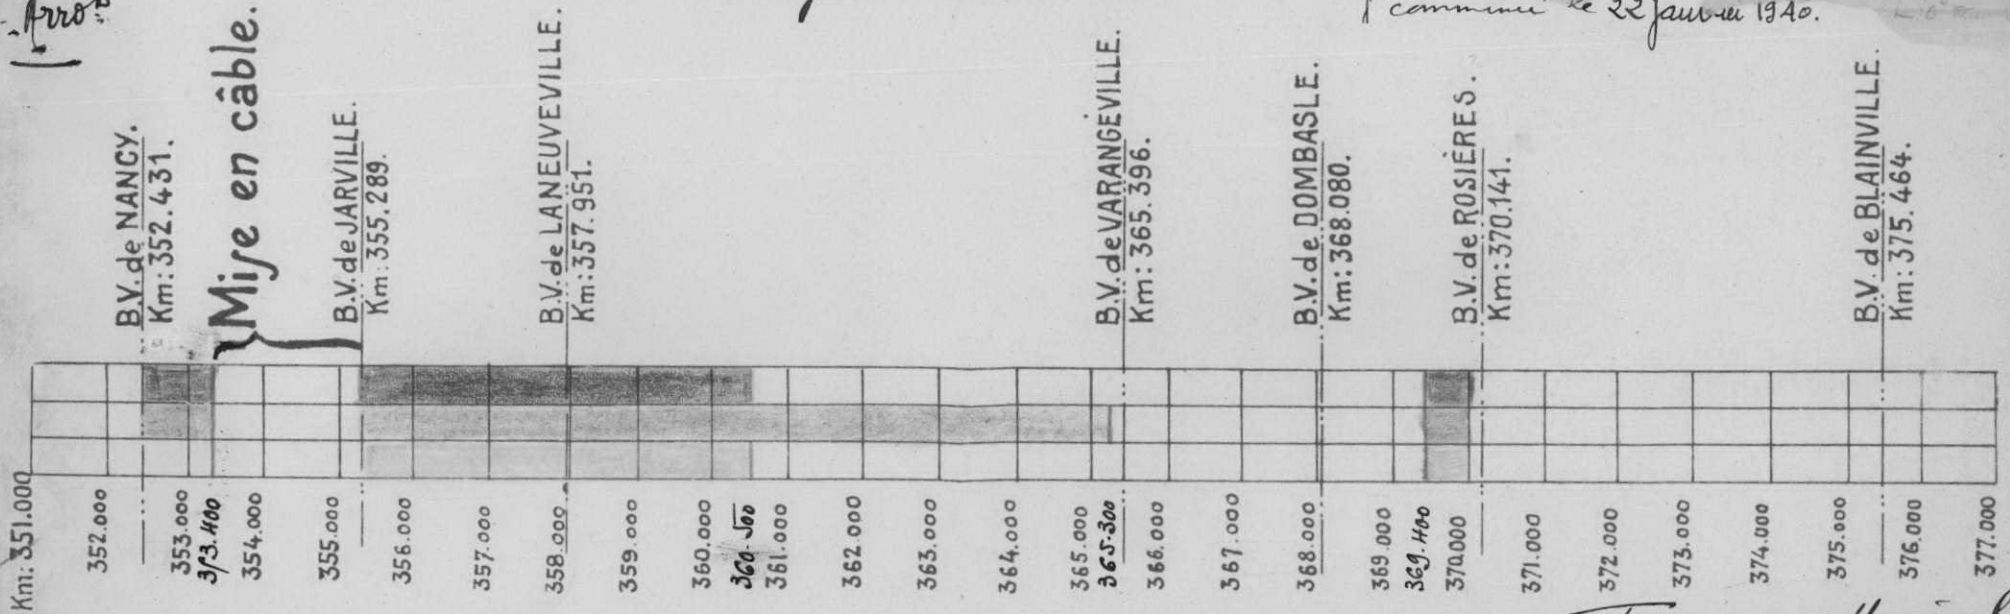 Arro.
commencé le 22 janvier 1940.
B.V. de NANCY.
Km: 352.431.
Mise en câble.
B.V. de JARVILLE.
Km: 355.289.
B.V. de LANEUVEVILLE.
Km: 357.951.
B.V. de VARANGÉVILLE.
Km: 365.396.
B.V. de DOMBASLE.
Km: 368.080.
B.V. de ROSIÈRES.
Km: 370.141.
B.V. de BLAINVILLE.
Km: 375.464.
Km: 351.000
352.000
353.000
353.400
354.000
355.000
356.000
357.000
358.000
359.000
360.000
360.500
361.000
362.000
363.000
364.000
365.000
365.300
366.000
367.000
368.000
369.000
369.400
370.000
371.000
372.000
373.000
374.000
375.000
376.000
377.000